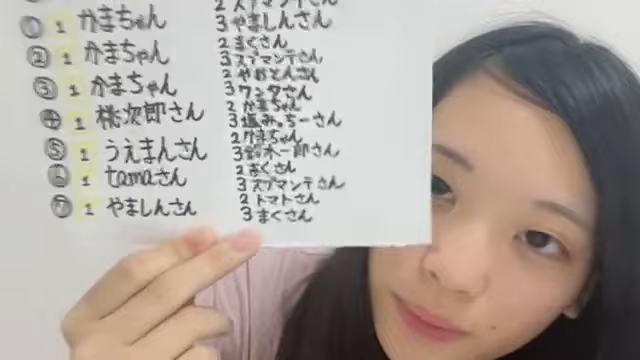 ① 1 かまちゃん
3 やましんさん
② 1 かまちゃん
2 まくさん
3 スプマンテさん
③ 1 かまちゃん
2 やおとんさん
3 ワンタさん
④ 1 桃次郎さん
2 かまちゃん
3 塩み。ちーさん
⑤ 1 うえまんさん
2 かまちゃん
3 鈴木一郎さん
⑥ 1 tamaさん
2 まくさん
3 スプマンテさん
⑦ 1 やましんさん
2 トマトさん
3 まくさん